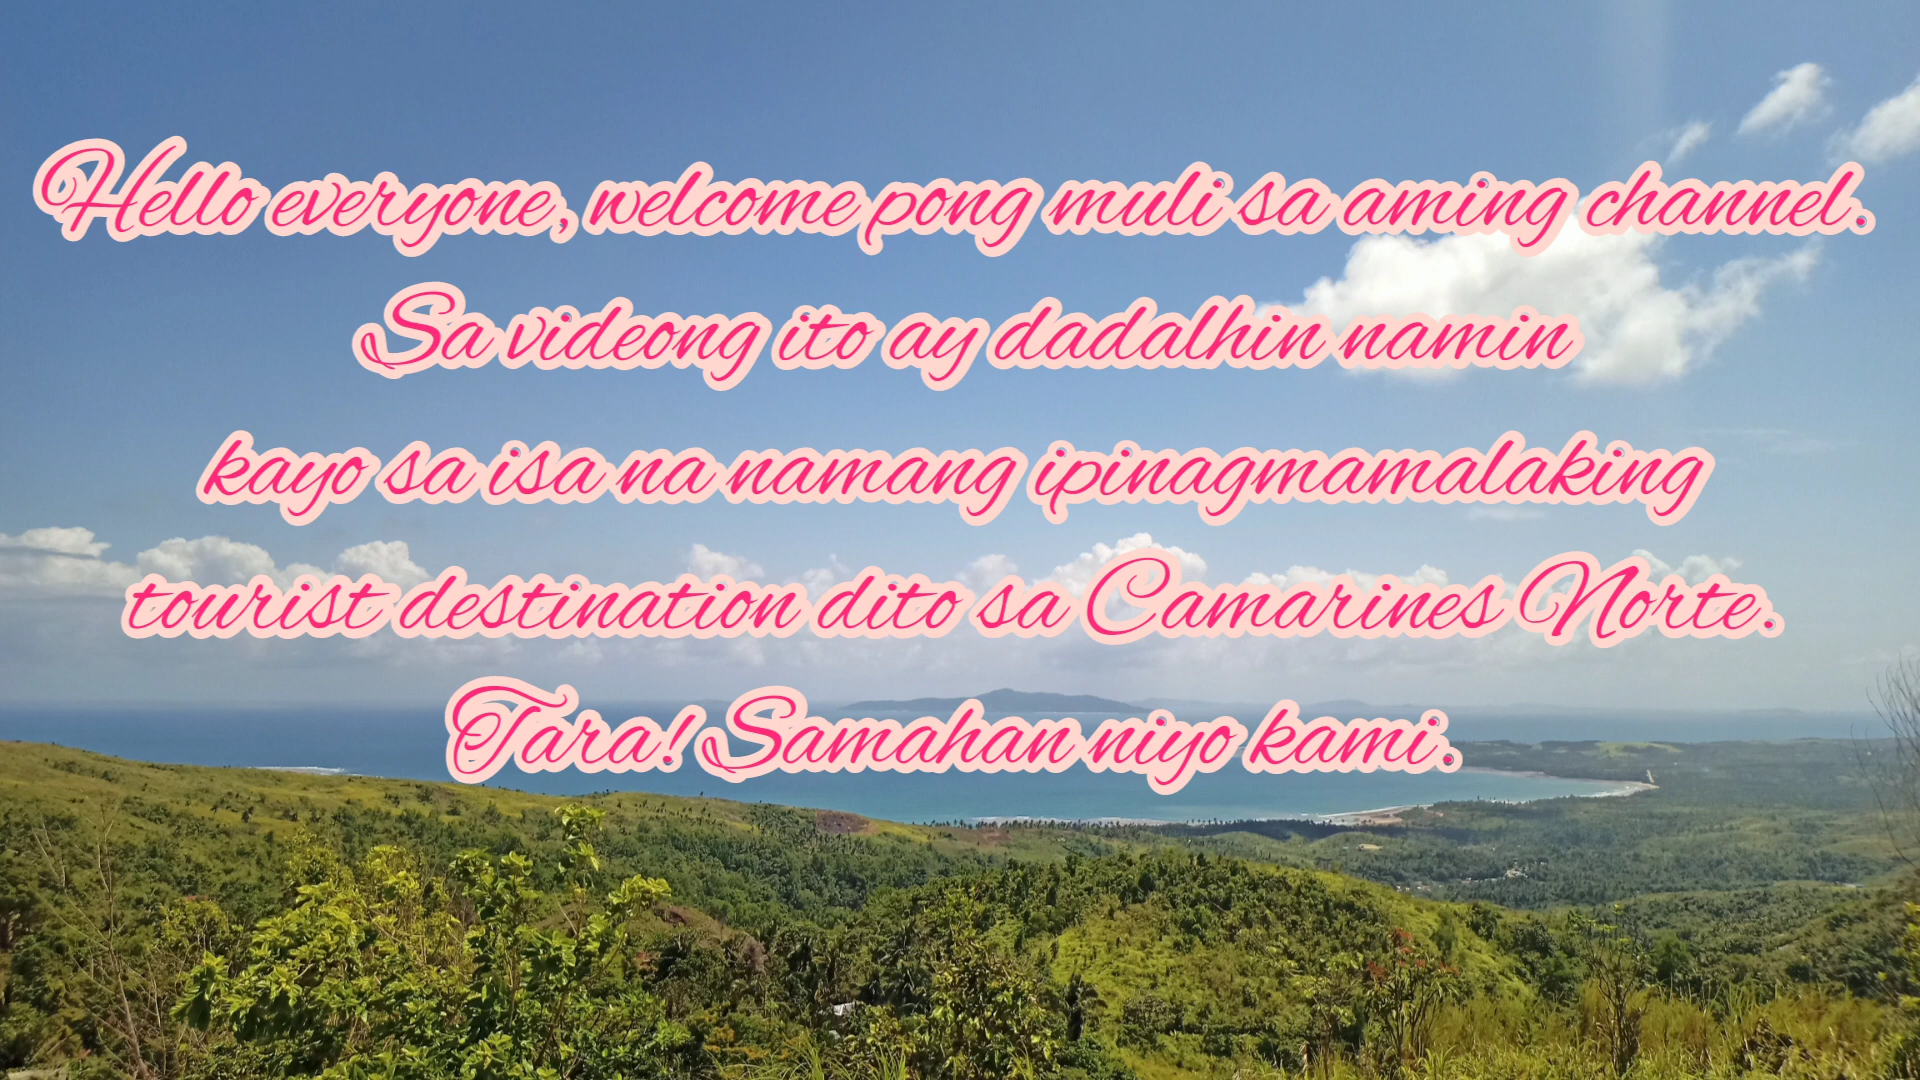 Hello everyone, welcome pong muli sa aming channel.
Sa videong ito ay dadalhin namin
kayo sa isa na namang ipinagmamalaking
tourist destination dito sa Camarines Norte.
Tara! Samahan niyo kami.